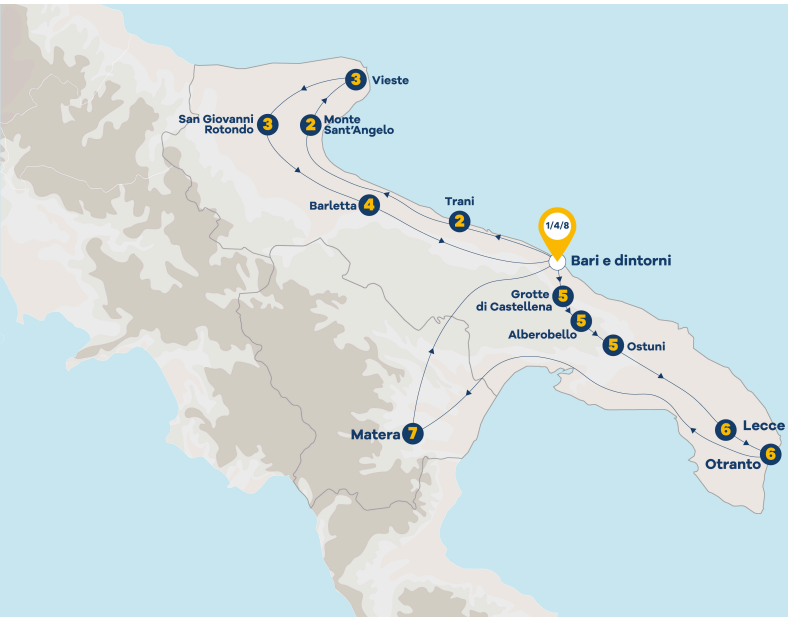 3 Vieste
San Giovanni
Rotondo 3
2 Monte
Sant'Angelo
Trani
2
Barletta 4
1/4/8
Bari e dintorni
Grotte
di Castellena
5
5
Alberobello
5 Ostuni
6 Lecce
Matera 7
Otranto 6